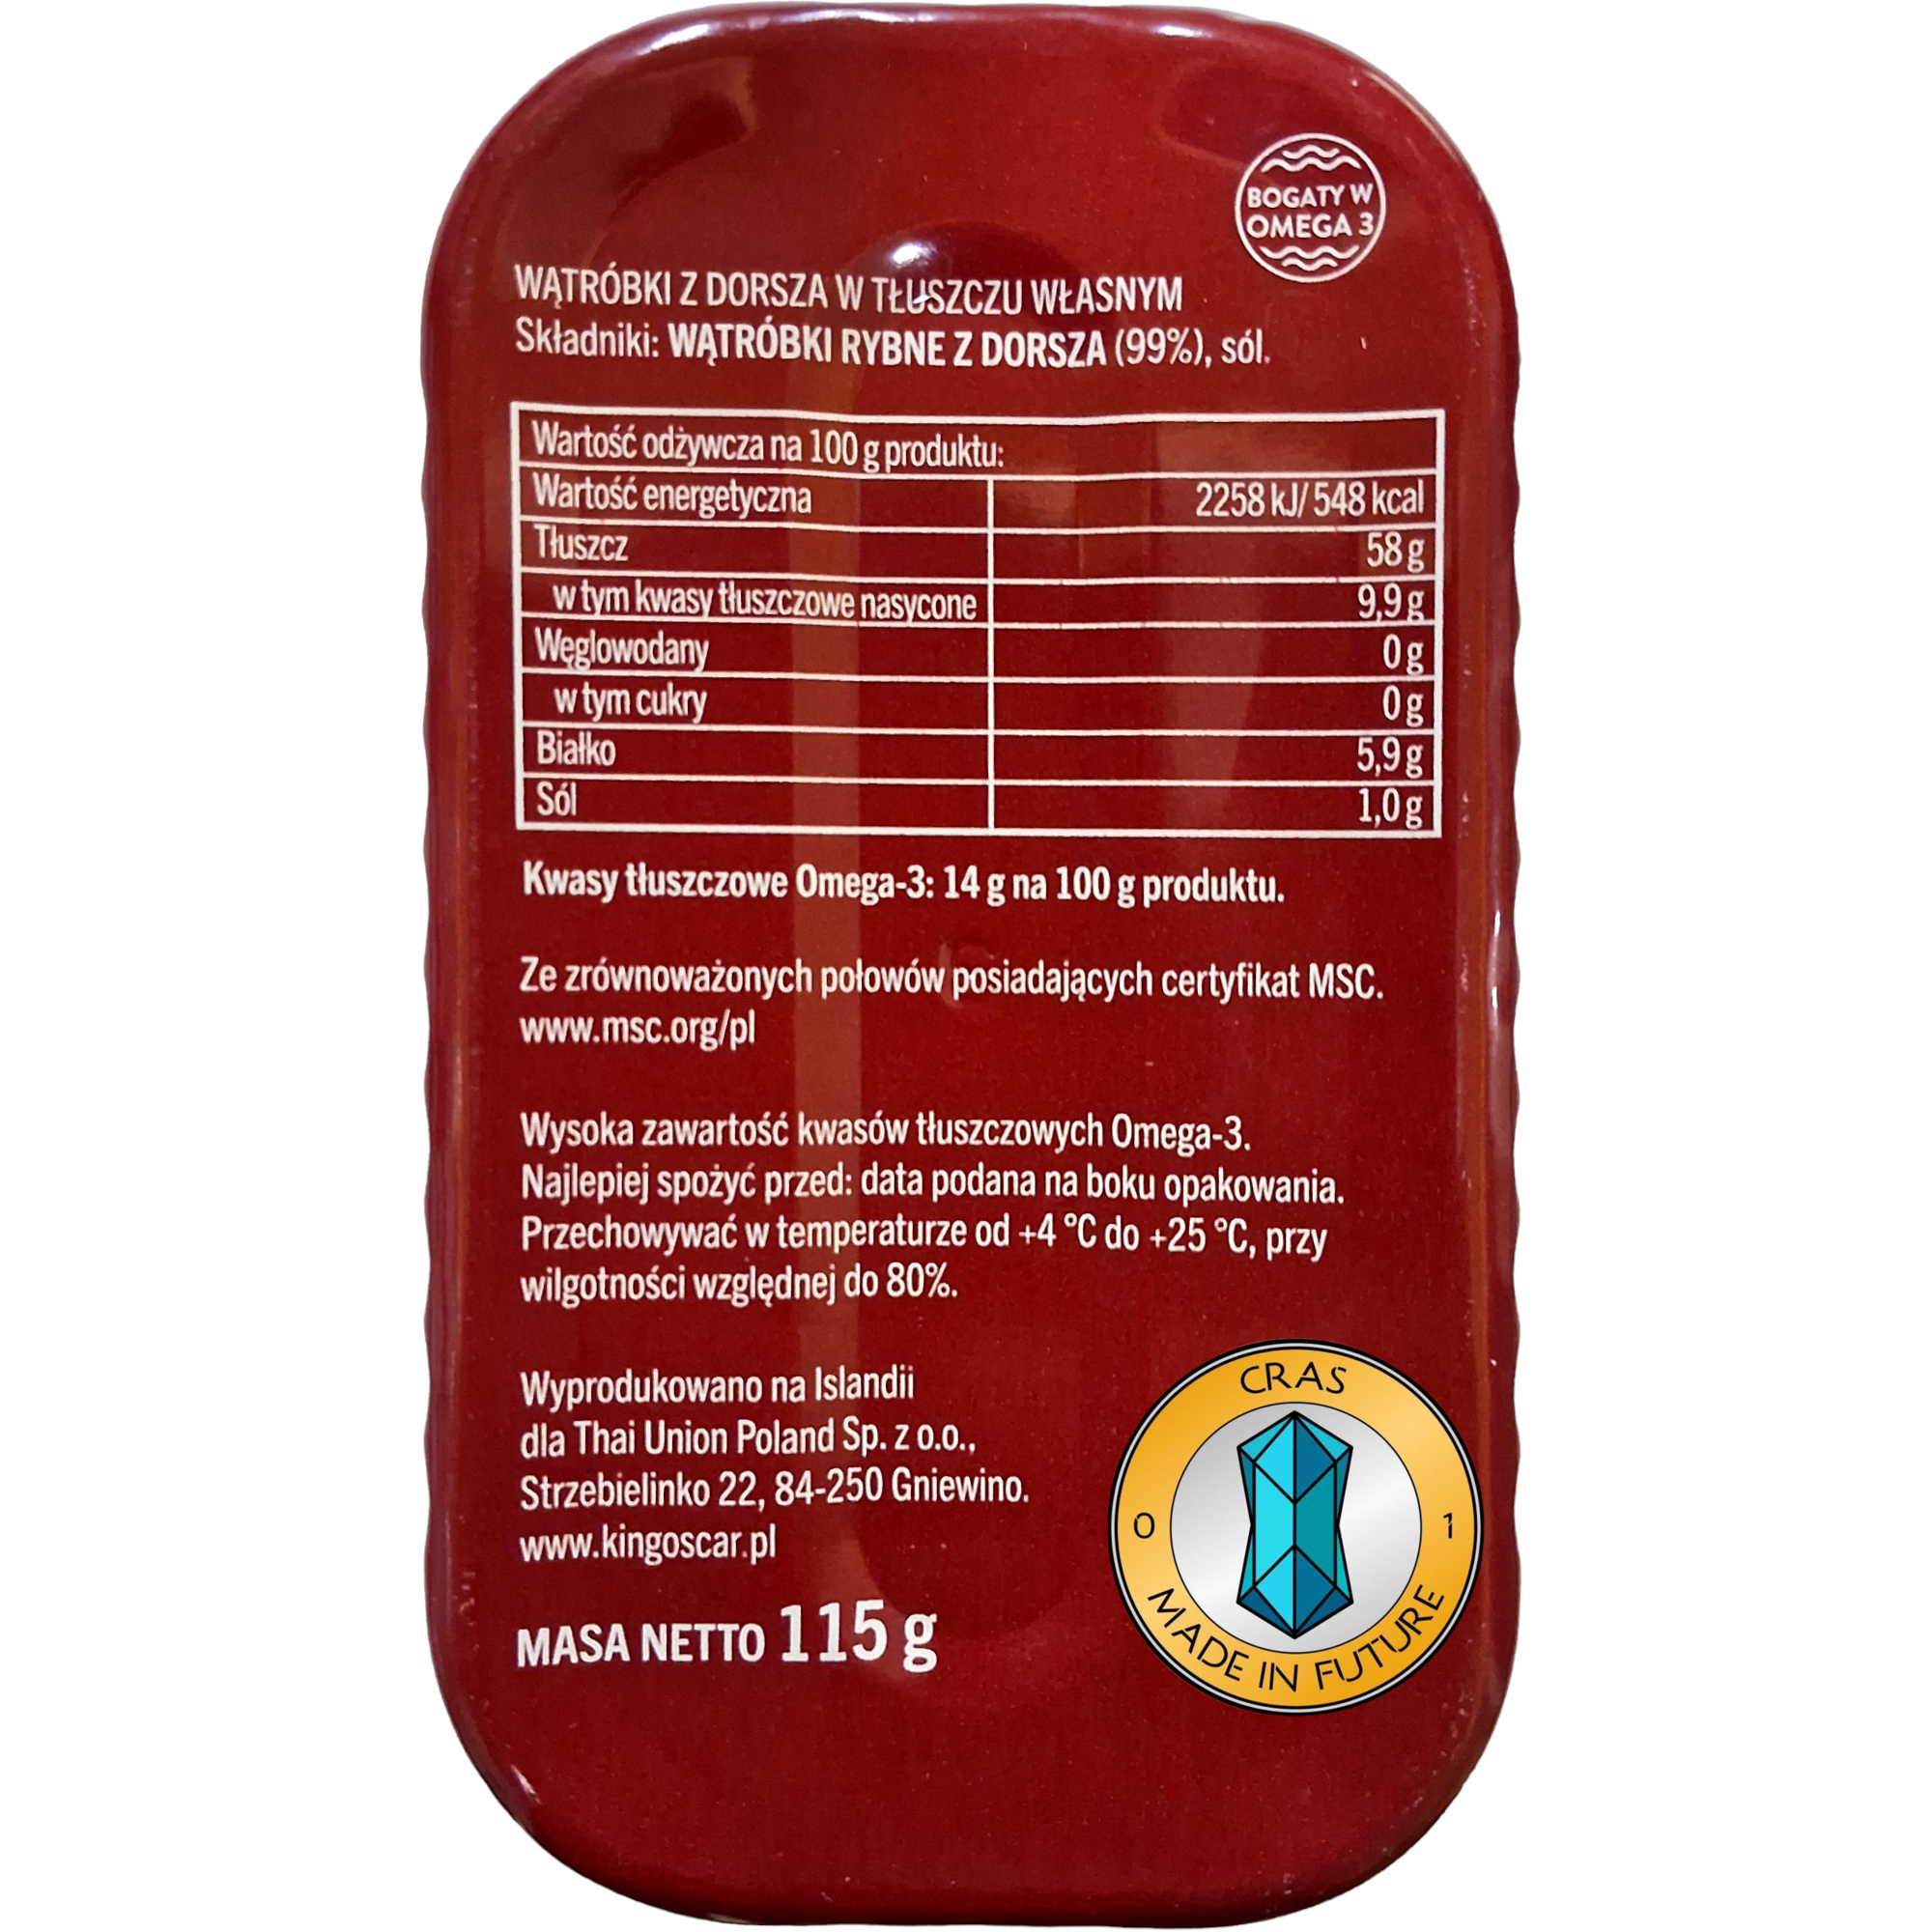 BOGATY W
OMEGA 3
WĄTRÓBKI Z DORSZA W TŁUSZCZU WŁASNYM
Składniki: WĄTRÓBKI RYBNE Z DORSZA (99%), sól.
Wartość odżywcza na 100 g produktu:
Wartość energetyczna 2258 kJ/ 548 kcal
Tłuszcz 58 g
w tym kwasy tłuszczowe nasycone 9,9 g
Węglowodany 0 g
w tym cukry 0 g
Białko 5,9 g
Sól 1,0 g
Kwasy tłuszczowe Omega-3: 14 g na 100 g produktu.
Ze zrównoważonych połowów posiadających certyfikat MSC.
www.msc.org/pl
Wysoka zawartość kwasów tłuszczowych Omega-3.
Najlepiej spożyć przed: data podana na boku opakowania.
Przechowywać w temperaturze od +4 °C do +25 °C, przy
wilgotności względnej do 80%.
Wyprodukowano na Islandii
dla Thai Union Poland Sp. z o.o.,
Strzebielinko 22, 84-250 Gniewino.
www.kingoscar.pl
MASA NETTO 115 g
CRAS
0 1
MADE IN FUTURE